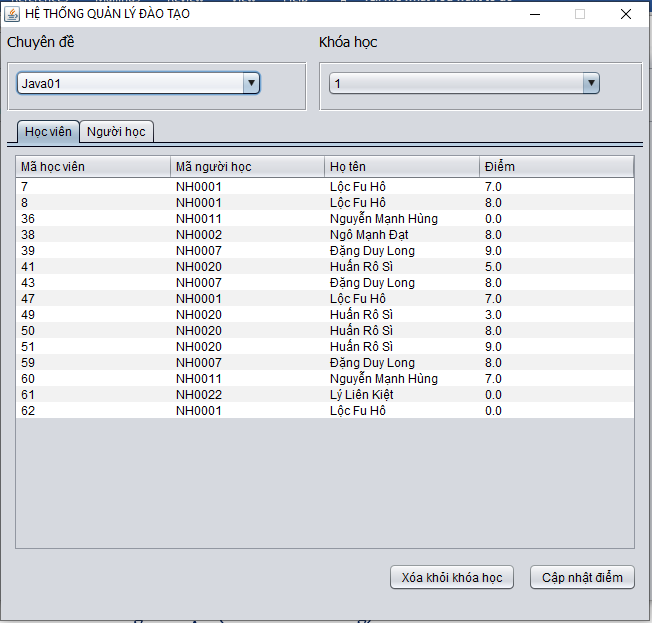 HỆ THỐNG QUẢN LÝ ĐÀO TẠO
Chuyên đề Khóa học
Java01 1
Học viên Người học
Mã học viên Mã người học Họ tên Điểm
7 NH0001 Lộc Fu Hô 7.0
8 NH0001 Lộc Fu Hô 8.0
36 NH0011 Nguyễn Mạnh Hùng 0.0
38 NH0002 Ngô Mạnh Đạt 8.0
39 NH0007 Đặng Duy Long 9.0
41 NH0020 Huấn Rô Sì 5.0
43 NH0007 Đặng Duy Long 8.0
47 NH0001 Lộc Fu Hô 7.0
49 NH0020 Huấn Rô Sì 3.0
50 NH0020 Huấn Rô Sì 8.0
51 NH0020 Huấn Rô Sì 9.0
59 NH0007 Đặng Duy Long 8.0
60 NH0011 Nguyễn Mạnh Hùng 7.0
61 NH0022 Lý Liên Kiệt 0.0
62 NH0001 Lộc Fu Hô 0.0
Xóa khỏi khóa học Cập nhật điểm